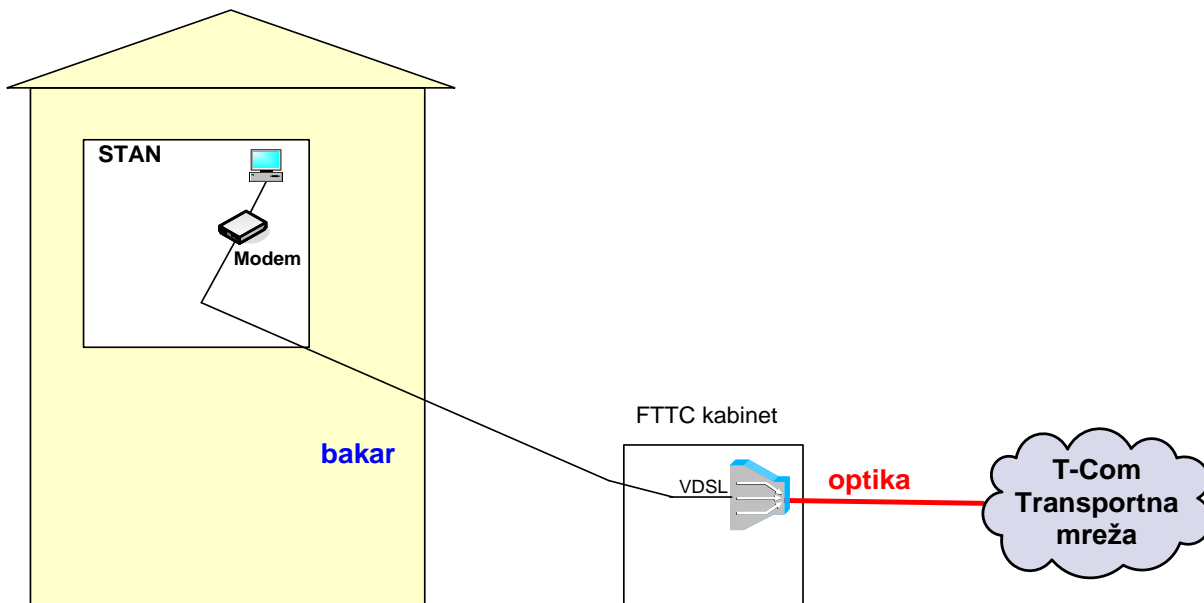 STAN
Modem
bakar
FTTC kabinet
VDSL
optika
T-Com
Transportna
mreža